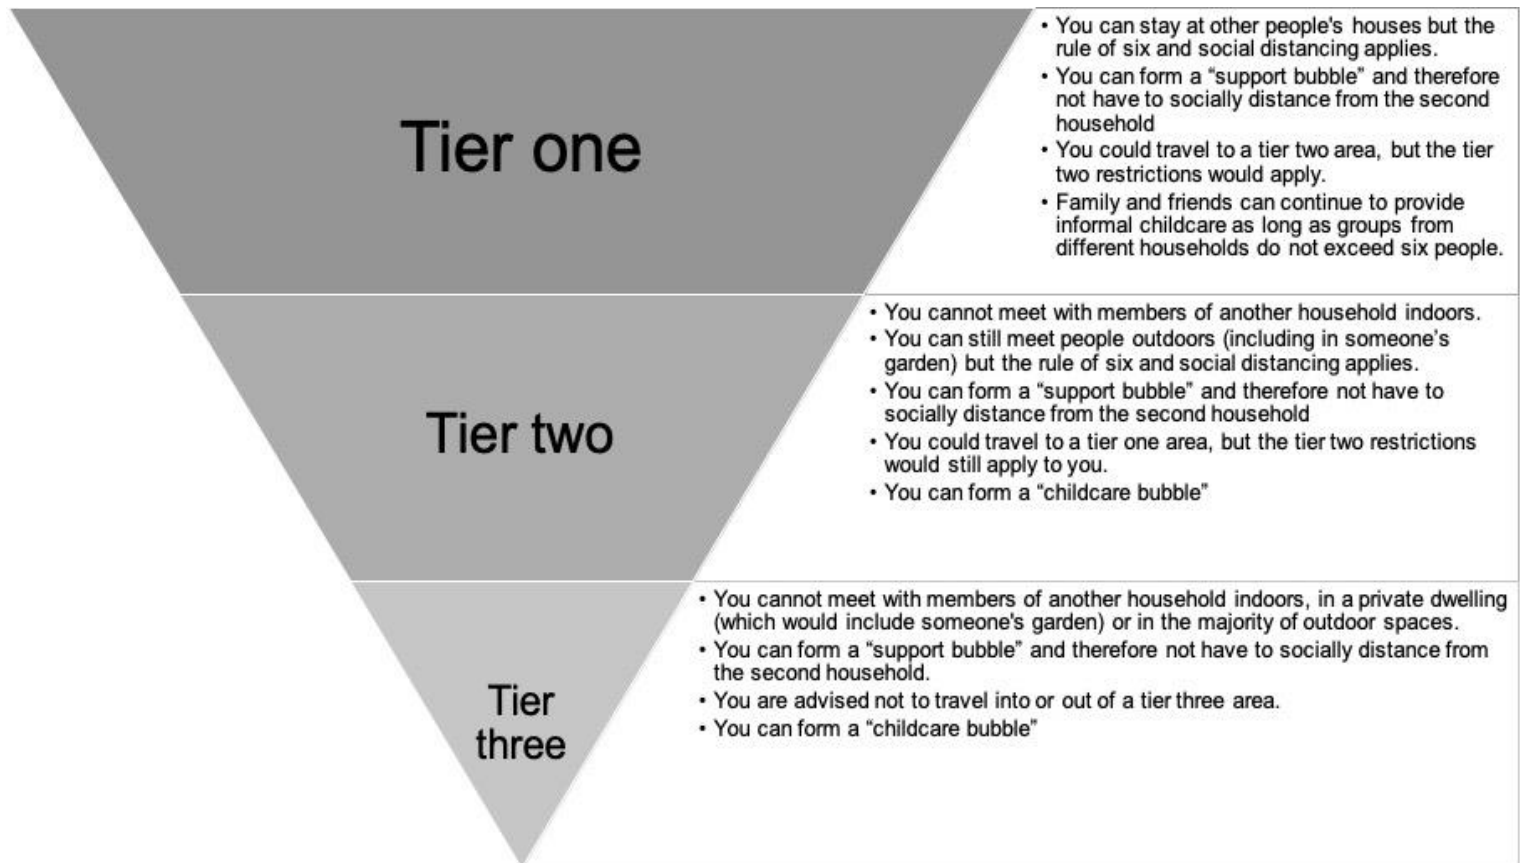 Tier one
• You can stay at other people's houses but the
rule of six and social distancing applies.
• You can form a “support bubble” and therefore
not have to socially distance from the second
household
• You could travel to a tier two area, but the tier
two restrictions would apply.
• Family and friends can continue to provide
informal childcare as long as groups from
different households do not exceed six people.
Tier two
• You cannot meet with members of another household indoors.
• You can still meet people outdoors (including in someone’s
garden) but the rule of six and social distancing applies.
• You can form a “support bubble” and therefore not have to
socially distance from the second household
• You could travel to a tier one area, but the tier two restrictions
would still apply to you.
• You can form a “childcare bubble”
Tier
three
• You cannot meet with members of another household indoors, in a private dwelling
(which would include someone's garden) or in the majority of outdoor spaces.
• You can form a “support bubble” and therefore not have to socially distance from
the second household.
• You are advised not to travel into or out of a tier three area.
• You can form a “childcare bubble”